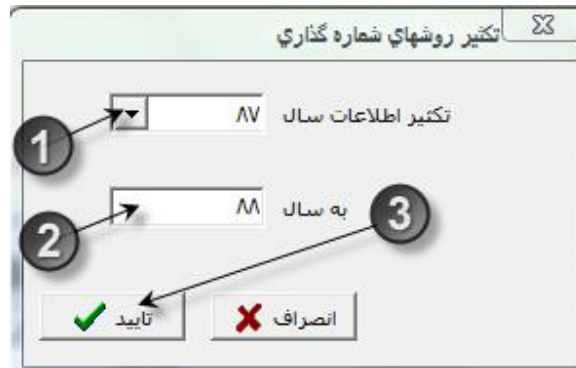 تكثير روشهاي شماره گذاري
تكثير اطلاعات سال ۸۷
1
به سال ۸۸
2
3
انصراف تاييد